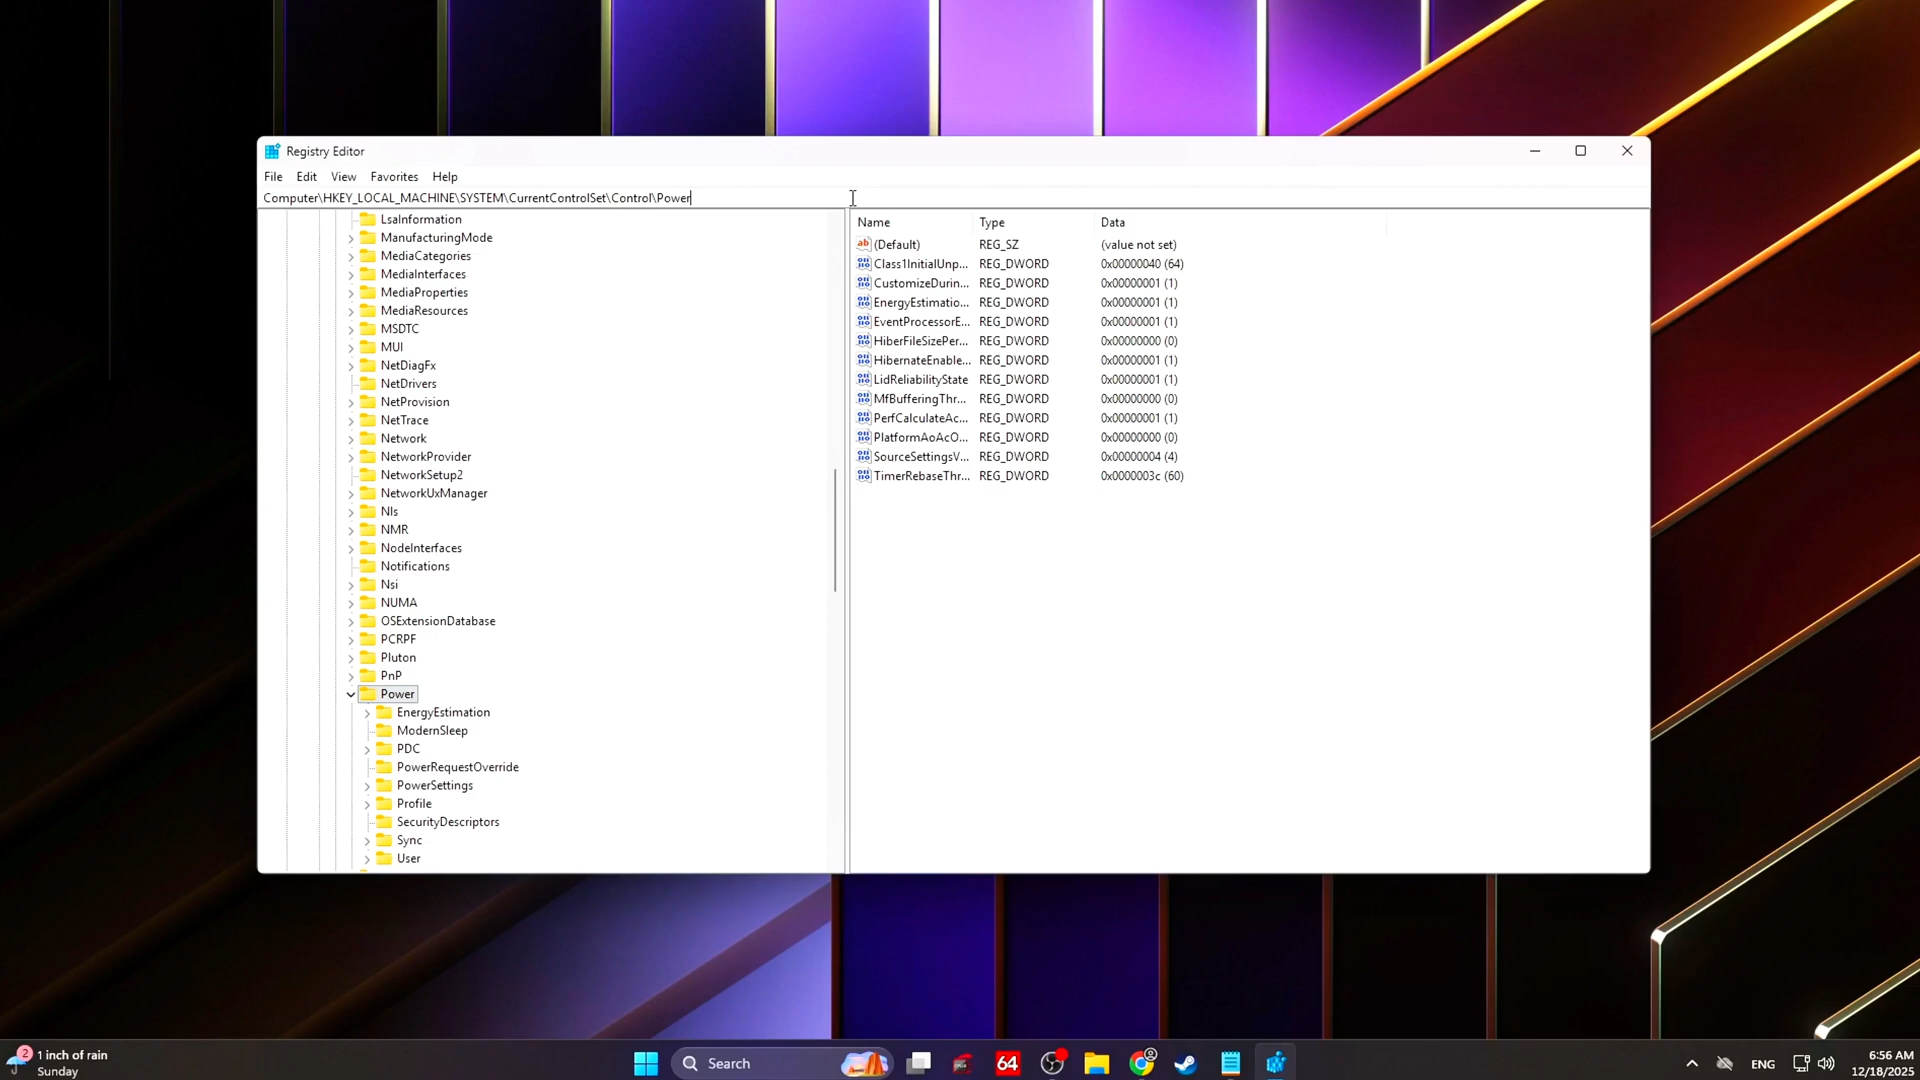 Registry Editor
File Edit View Favorites Help
Computer\HKEY_LOCAL_MACHINE\SYSTEM\CurrentControlSet\Control\Power
LsaInformation
ManufacturingMode
MediaCategories
MediaInterfaces
MediaProperties
MediaResources
MSDTC
MUI
NetDiagFx
NetDrivers
NetProvision
NetTrace
Network
NetworkProvider
NetworkSetup2
NetworkUxManager
Nls
NMR
NodeInterfaces
Notifications
Nsi
NUMA
OSExtensionDatabase
PCRPF
Pluton
PnP
Power
EnergyEstimation
ModernSleep
PDC
PowerRequestOverride
PowerSettings
Profile
SecurityDescriptors
Sync
User
Name Type Data
ab (Default) REG_SZ (value not set)
Class1InitialUnp... REG_DWORD 0x00000040 (64)
CustomizeDurin... REG_DWORD 0x00000001 (1)
EnergyEstimatio... REG_DWORD 0x00000001 (1)
EventProcessorE... REG_DWORD 0x00000001 (1)
HiberFileSizePer... REG_DWORD 0x00000000 (0)
HibernateEnable... REG_DWORD 0x00000001 (1)
LidReliabilityState REG_DWORD 0x00000001 (1)
MfBufferingThr... REG_DWORD 0x00000000 (0)
PerfCalculateAc... REG_DWORD 0x00000001 (1)
PlatformAoAcO... REG_DWORD 0x00000000 (0)
SourceSettingsV... REG_DWORD 0x00000004 (4)
TimerRebaseThr... REG_DWORD 0x0000003c (60)
2
1 inch of rain
Sunday
Search
64
ENG
6:56 AM
12/18/2025